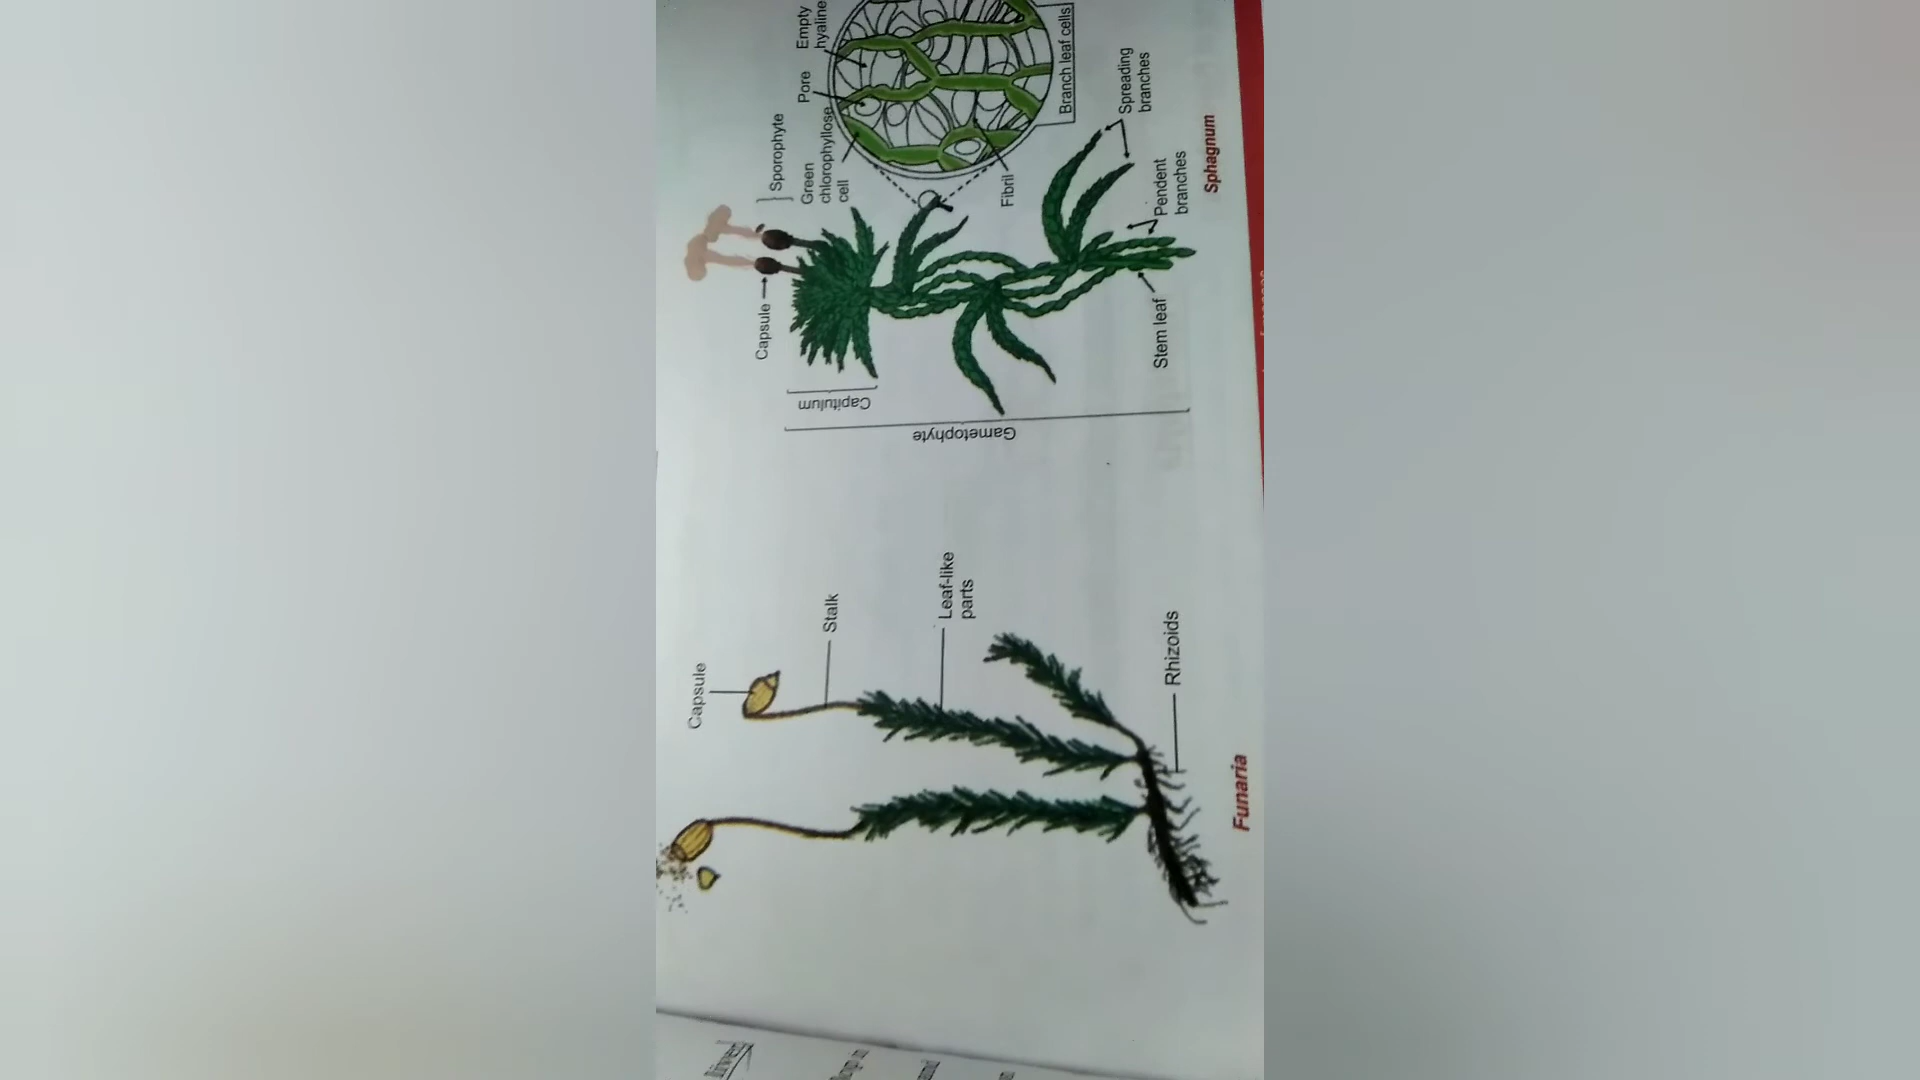 Capsule
Stalk
Leaf-like
parts
Rhizoids
Funaria
Gametophyte
Capitulum
Capsule
Sporophyte
Green
chlorophyllose
cell
Pore
Empty
hyaline
Fibril
Branch leaf cells
Spreading
branches
Pendent
branches
Stem leaf
Sphagnum